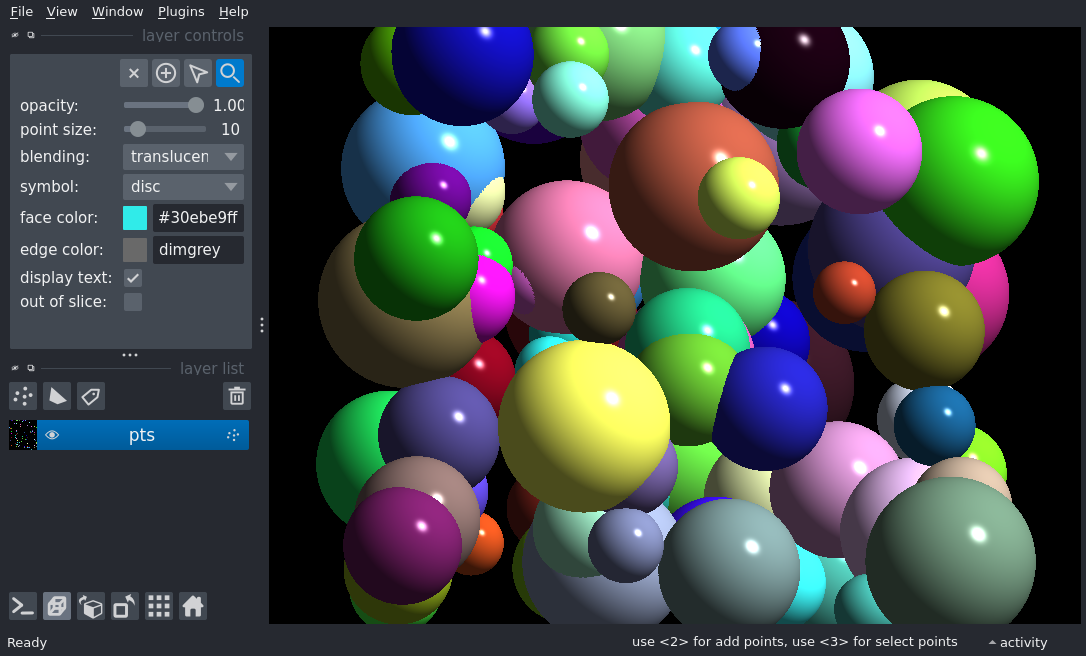 File View Window Plugins Help
layer controls
opacity: 1.00
point size: 10
blending: translucen
symbol: disc
face color: #30ebe9ff
edge color: dimgrey
display text:
out of slice:
layer list
pts
Ready use <2> for add points, use <3> for select points activity